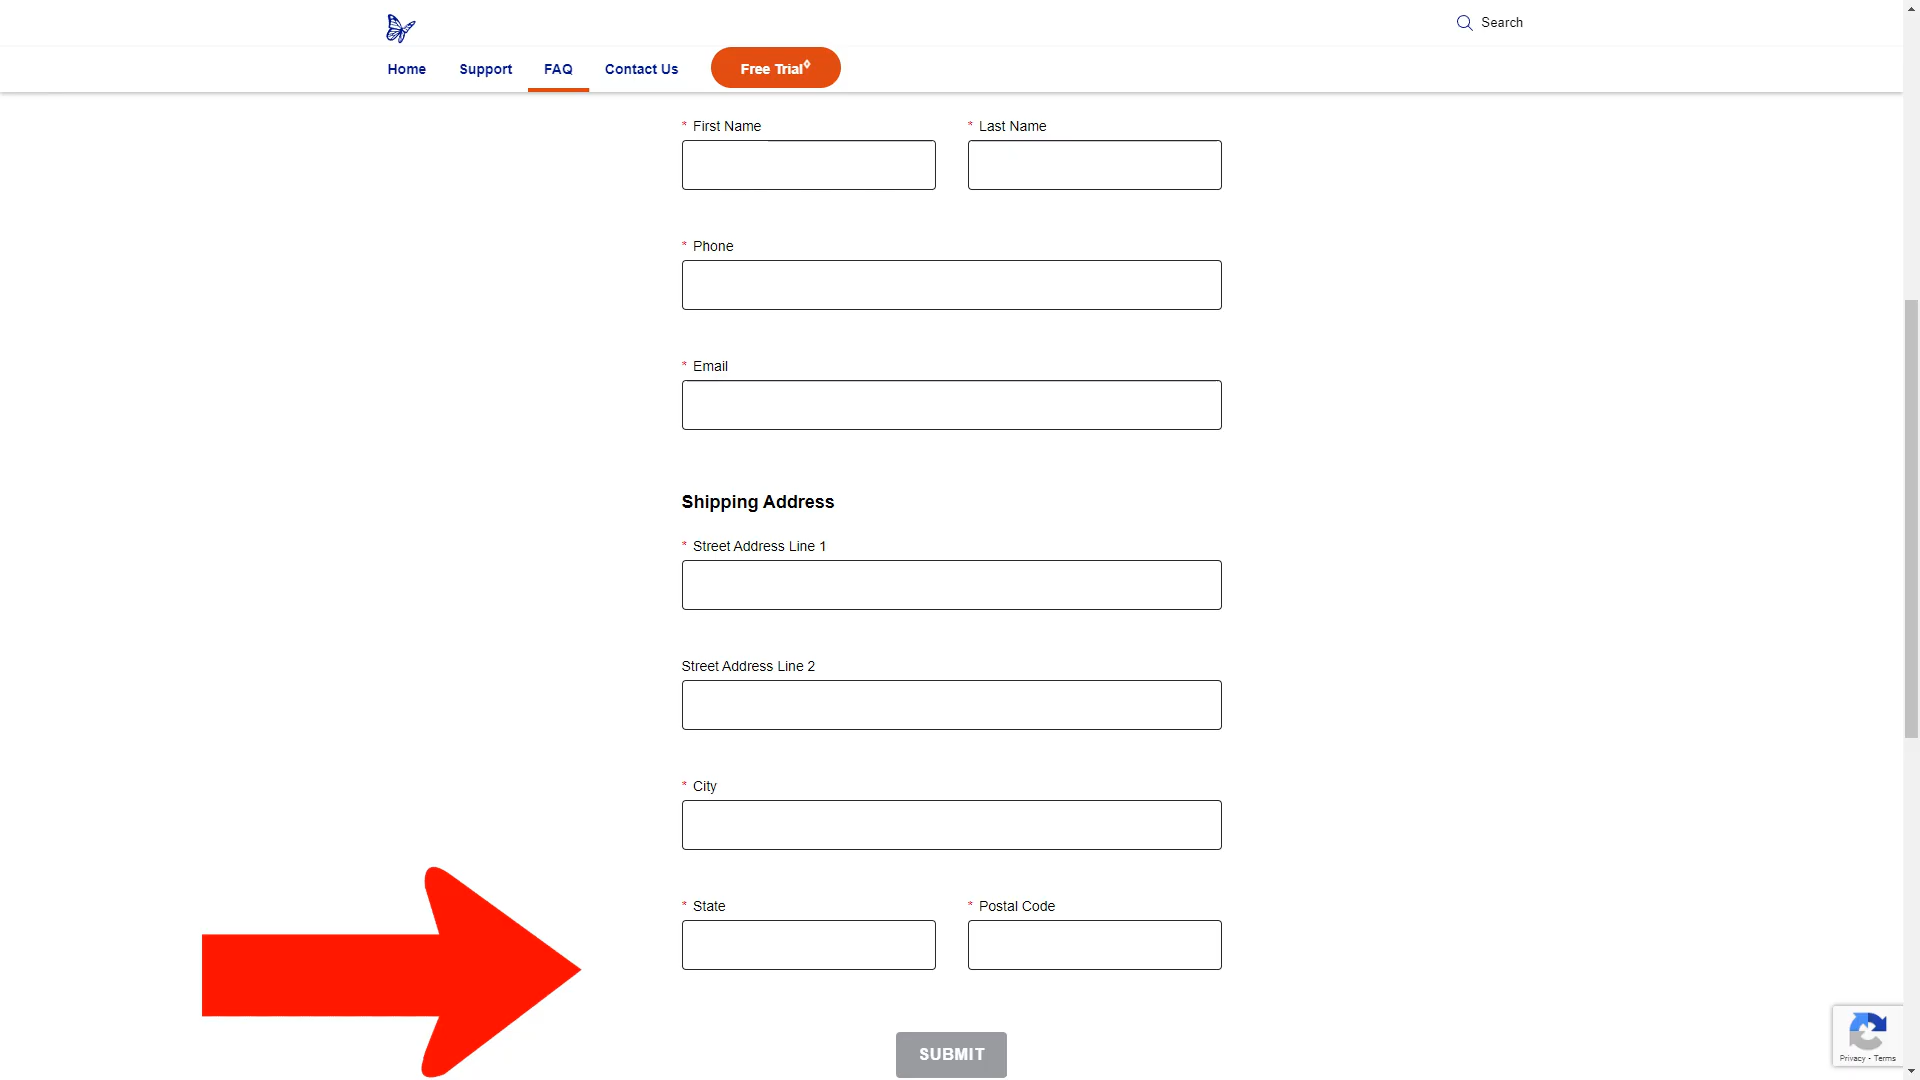 Search
Home Support FAQ Contact Us Free Trial◊
* First Name * Last Name
* Phone
* Email
Shipping Address
* Street Address Line 1
Street Address Line 2
* City
* State * Postal Code
SUBMIT
Privacy - Terms